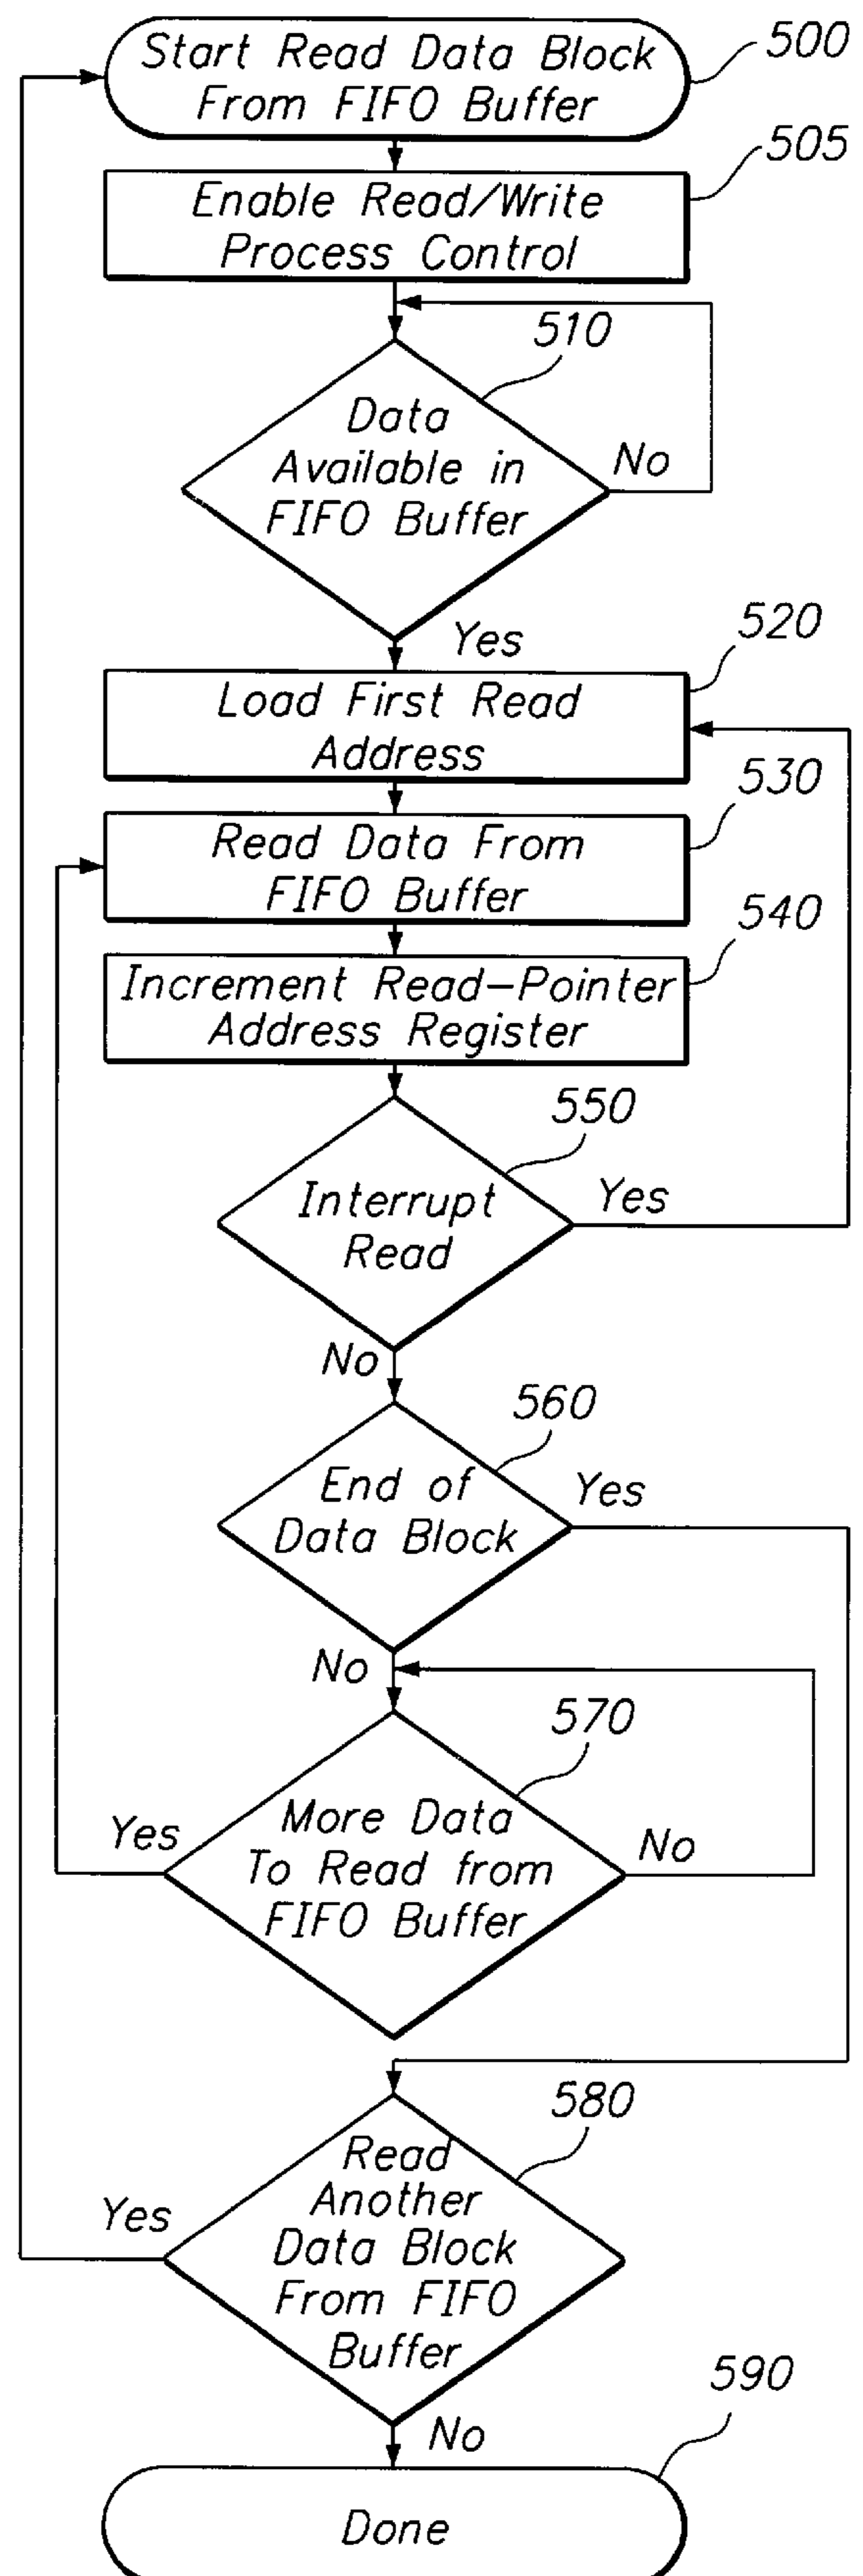 Start Read Data Block
From FIFO Buffer
500
Enable Read/Write
Process Control
505
510
Data
Available in
FIFO Buffer
No
Yes
520
Load First Read
Address
530
Read Data From
FIFO Buffer
540
Increment Read-Pointer
Address Register
550
Interrupt
Read
Yes
No
560
End of
Data Block
Yes
No
570
More Data
To Read from
FIFO Buffer
Yes
No
580
Read
Another
Data Block
From FIFO
Buffer
Yes
No
590
Done